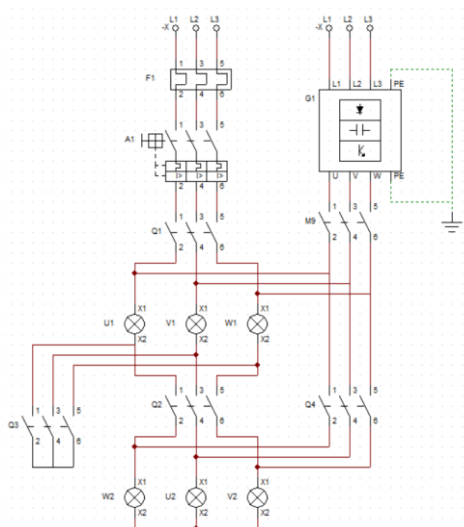 L1 L2 L3 L1 L2 L3
-X -X
1 3 5
F1
2 4 6
L1 L2 L3 PE
G1
1 3 5
A1
I> I> I>
2 4 6
U V W PE
1 3 5 1 3 5
Q1 M9
2 4 6 2 4 6
X1 X1 X1
U1 V1 W1
X2 X2 X2
1 3 5 1 3 5 1 3 5
Q3 Q2 Q4
2 4 6 2 4 6 2 4 6
X1 X1 X1
W2 U2 V2
X2 X2 X2